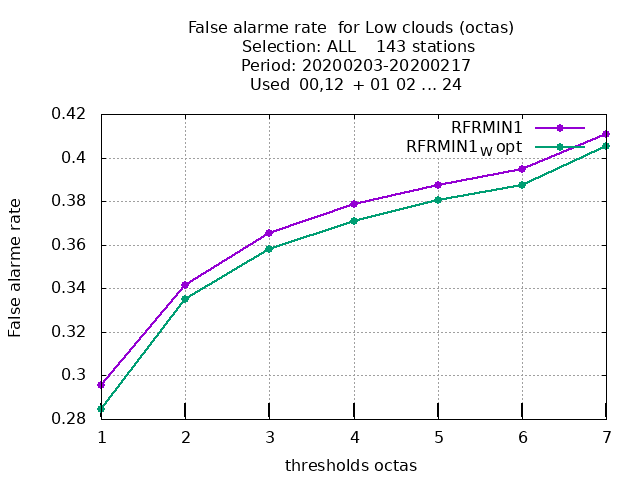 False alarme rate  for Low clouds (octas)
Selection: ALL    143 stations
Period: 20200203-20200217
Used  00,12  + 01 02 ... 24
RFRMIN1
RFRMIN1W opt
0.42
0.4
0.38
0.36
0.34
0.32
0.3
0.28
False alarme rate
1 2 3 4 5 6 7
thresholds octas